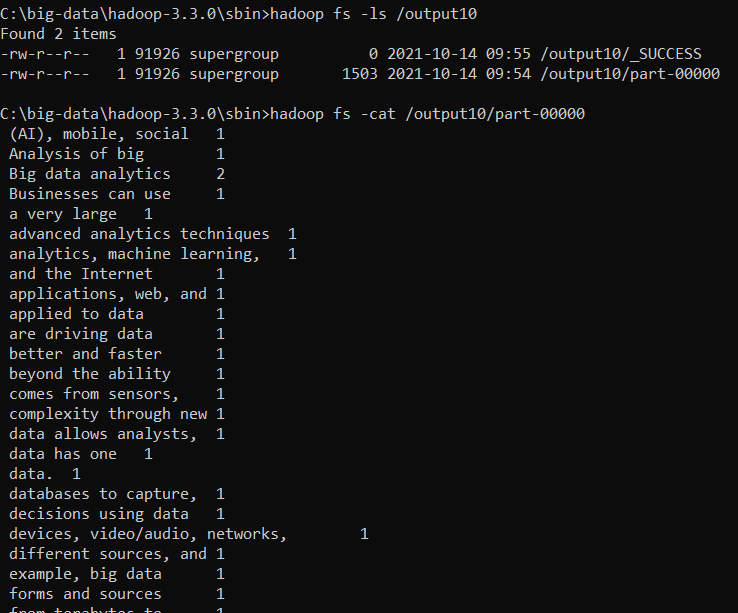 C:\big-data\hadoop-3.3.0\sbin>hadoop fs -ls /output10
Found 2 items
-rw-r--r--   1 91926 supergroup          0 2021-10-14 09:55 /output10/_SUCCESS
-rw-r--r--   1 91926 supergroup       1503 2021-10-14 09:54 /output10/part-00000
C:\big-data\hadoop-3.3.0\sbin>hadoop fs -cat /output10/part-00000
(AI), mobile, social 1
Analysis of big 1
Big data analytics 2
Businesses can use 1
a very large 1
advanced analytics techniques 1
analytics, machine learning, 1
and the Internet 1
applications, web, and 1
applied to data 1
are driving data 1
better and faster 1
beyond the ability 1
comes from sensors, 1
complexity through new 1
data allows analysts, 1
data has one 1
data. 1
databases to capture, 1
decisions using data 1
devices, video/audio, networks, 1
different sources, and 1
example, big data 1
forms and sources 1
from terabytes to 1